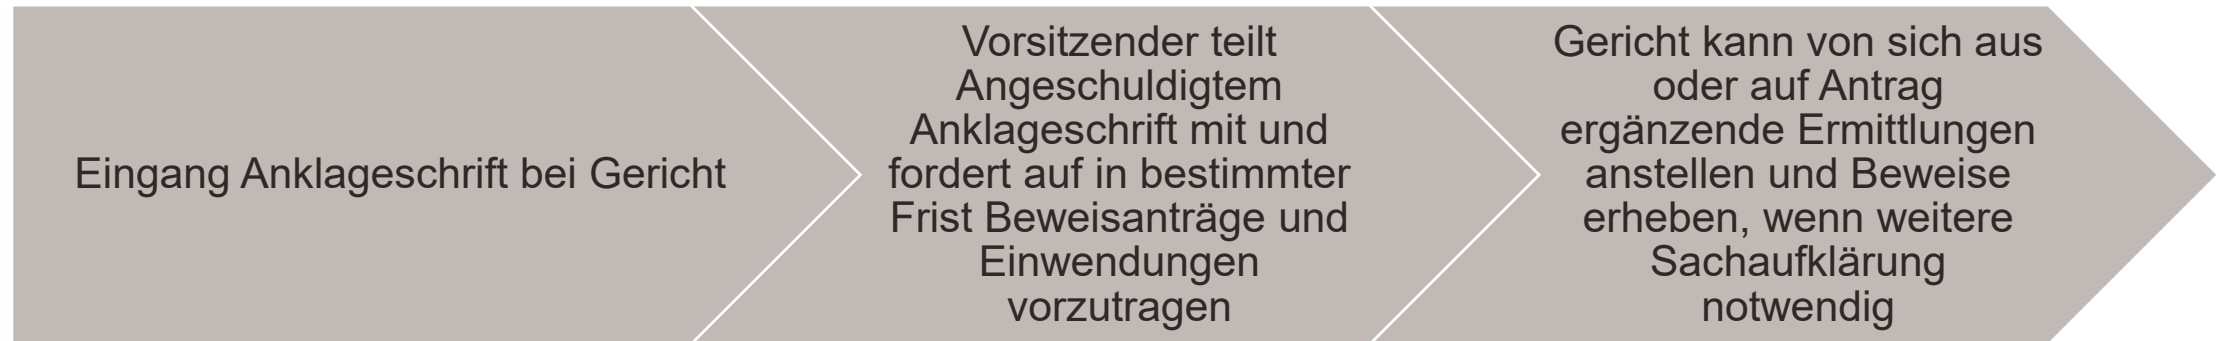 Eingang Anklageschrift bei Gericht
Vorsitzender teilt
Angeschuldigtem
Anklageschrift mit und
fordert auf in bestimmter
Frist Beweisanträge und
Einwendungen
vorzutragen
Gericht kann von sich aus
oder auf Antrag
ergänzende Ermittlungen
anstellen und Beweise
erheben, wenn weitere
Sachaufklärung
notwendig